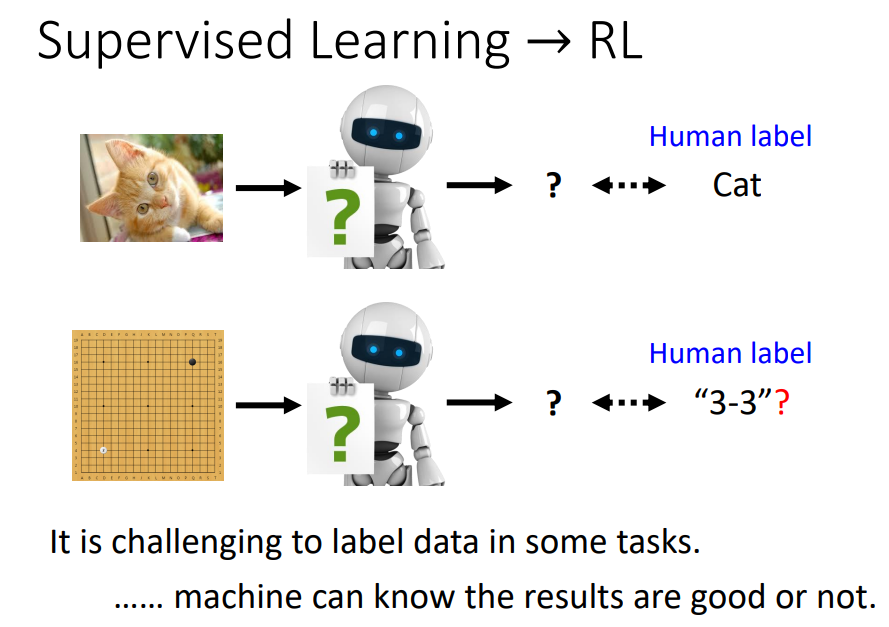 Supervised Learning → RL
Human label
? Cat
?
Human label
? “3-3”?
?
It is challenging to label data in some tasks.
…… machine can know the results are good or not.